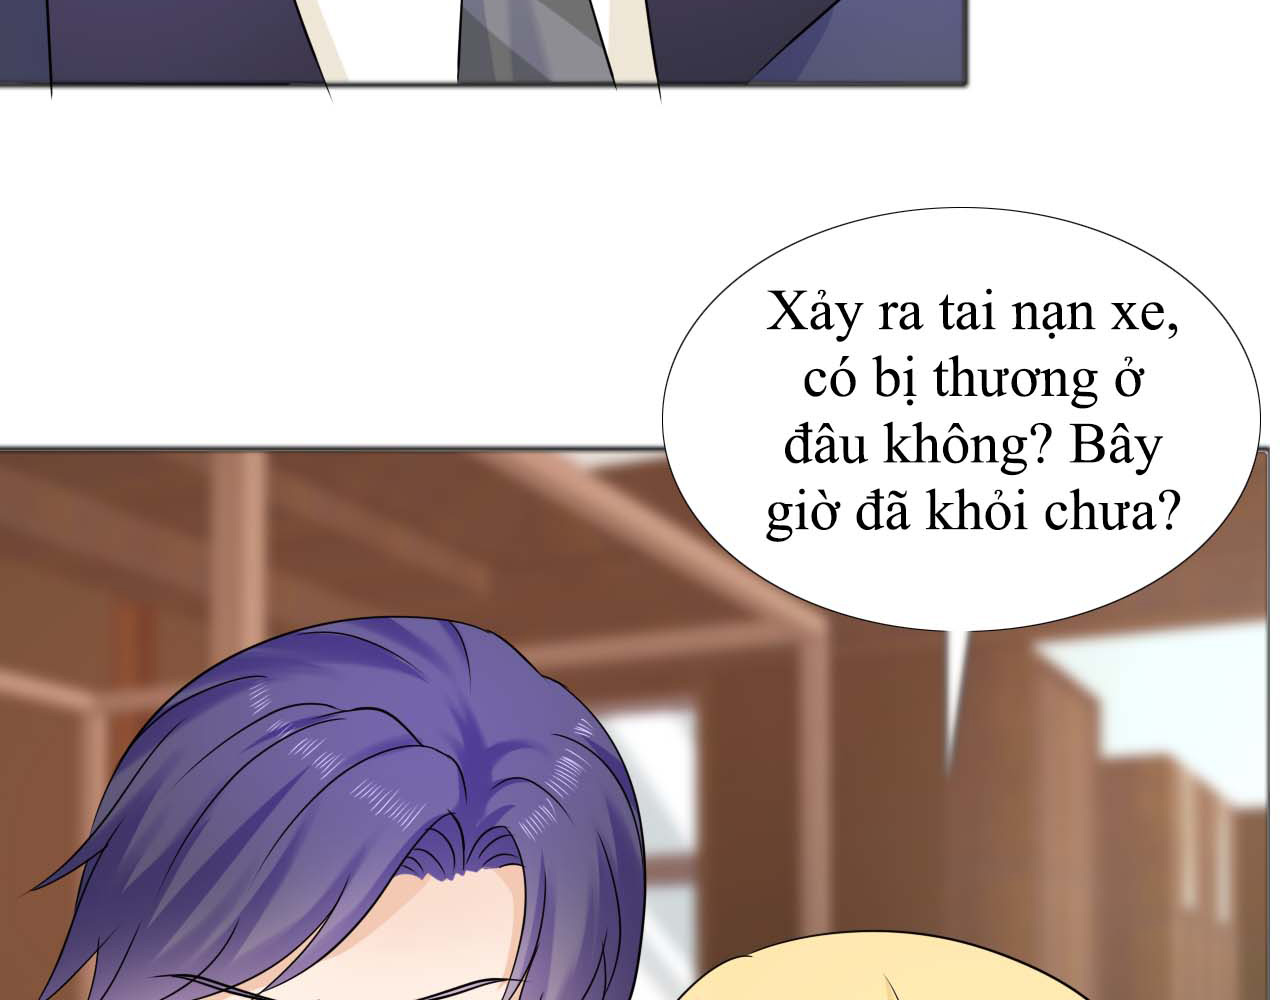 Xảy ra tai nạn xe,
có bị thương ở
đâu không? Bây
giờ đã khỏi chưa?